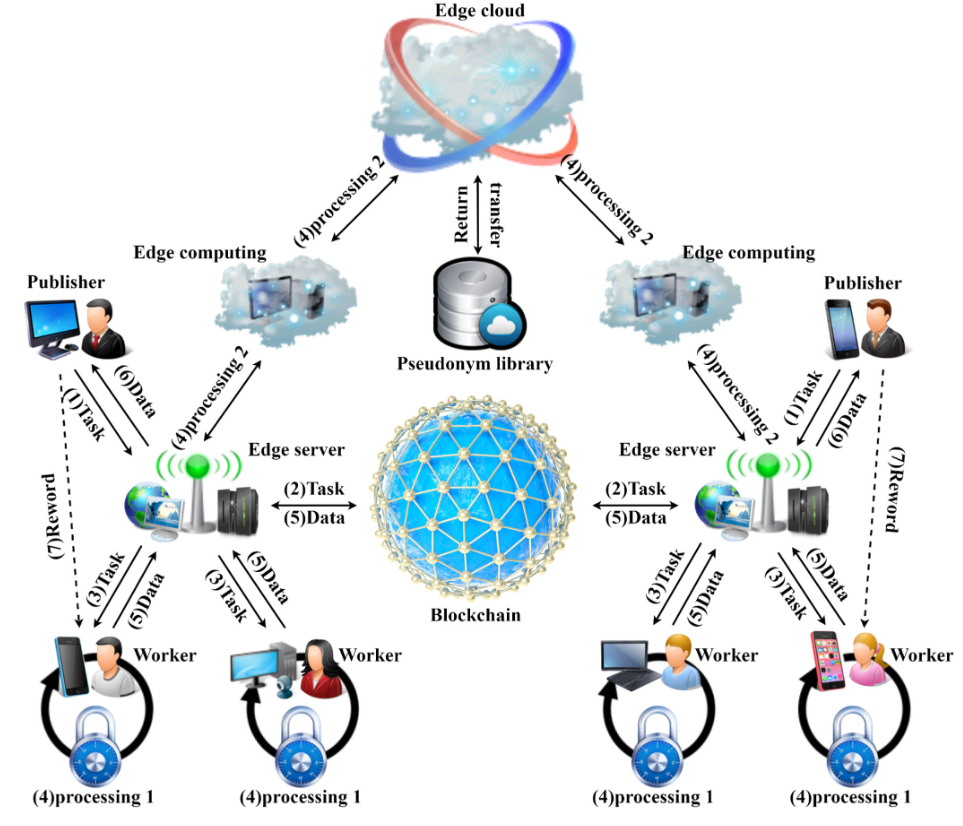 Edge cloud
(4)processing 2
Return
transfer
(4)processing 2
Edge computing
Edge computing
Publisher
Publisher
Pseudonym library
(4)processing 2
(4)processing 2
(6)Data
(1)Task
(1)Task
(6)Data
Edge server
Edge server
(2)Task
(5)Data
(2)Task
(5)Data
(7)Reword
(7)Reword
(3)Task
(5)Data
(3)Task
(5)Data
(3)Task
(5)Data
(3)Task
(5)Data
Blockchain
Worker
Worker
Worker
Worker
(4)processing 1
(4)processing 1
(4)processing 1
(4)processing 1